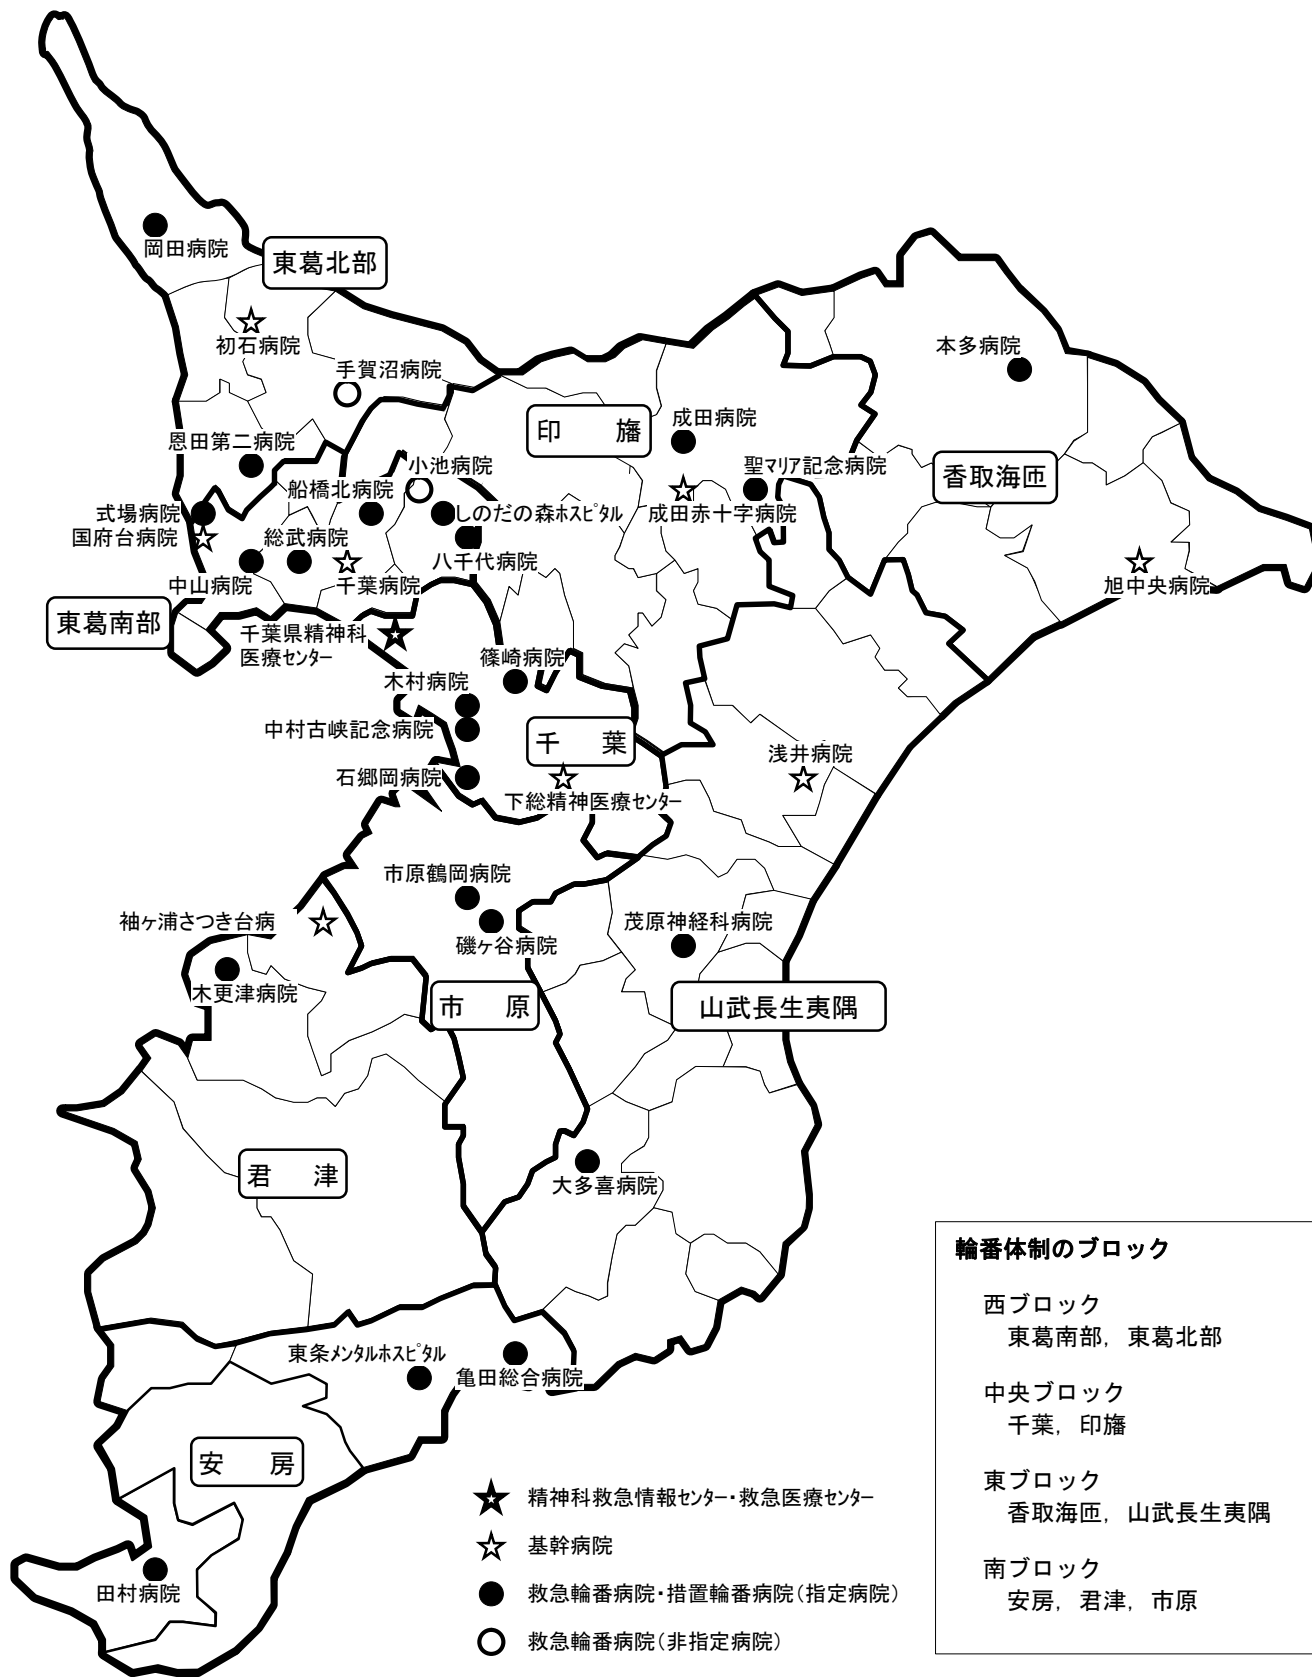 岡田病院
東葛北部
初石病院
手賀沼病院
本多病院
印　　旛
成田病院
恩田第二病院
小池病院
聖マリア記念病院
香取海匝
船橋北病院
式場病院
しのだの森ホスピタル
成田赤十字病院
国府台病院
総武病院
八千代病院
中山病院
千葉病院
旭中央病院
東葛南部
千葉県精神科
医療センター
篠崎病院
木村病院
中村古峡記念病院
千　　葉
浅井病院
石郷岡病院
下総精神医療センター
市原鶴岡病院
袖ヶ浦さつき台病
茂原神経科病院
磯ヶ谷病院
木更津病院
市　　原
山武長生夷隅
君　　津
大多喜病院
東条メンタルホスピタル
亀田総合病院
安　　房
田村病院
精神科救急情報センター・救急医療センター
基幹病院
救急輪番病院・措置輪番病院（指定病院）
救急輪番病院（非指定病院）
輪番体制のブロック
西ブロック
東葛南部，東葛北部
中央ブロック
千葉，印旛
東ブロック
香取海匝，山武長生夷隅
南ブロック
安房，君津，市原